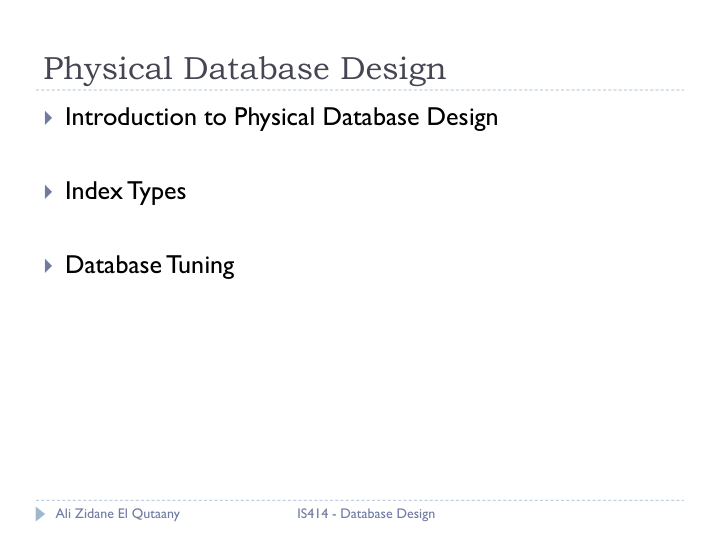 Physical Database Design
Introduction to Physical Database Design
Index Types
Database Tuning
Ali Zidane El Qutaany
IS414 - Database Design